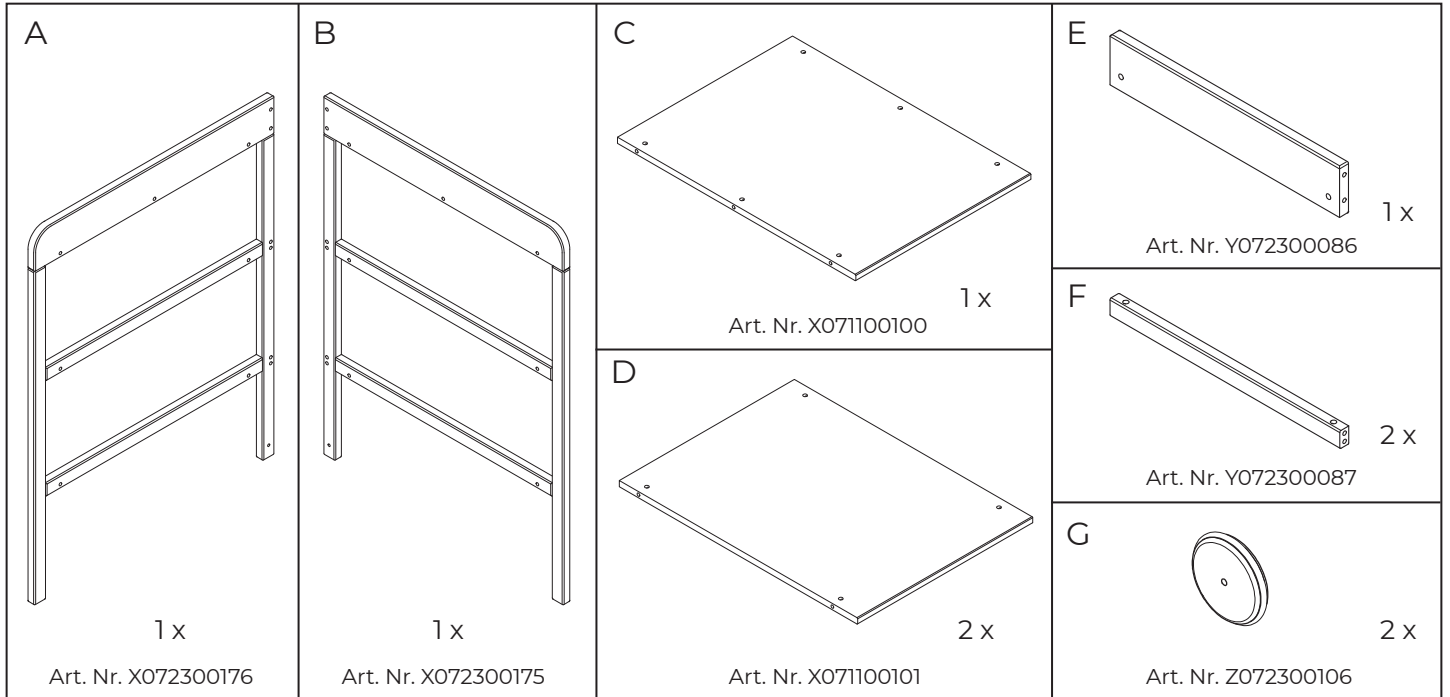 A
1 x
Art. Nr. X072300176
B
1 x
Art. Nr. X072300175
C
1 x
Art. Nr. X071100100
D
2 x
Art. Nr. X071100101
E
1 x
Art. Nr. Y072300086
F
2 x
Art. Nr. Y072300087
G
2 x
Art. Nr. Z072300106